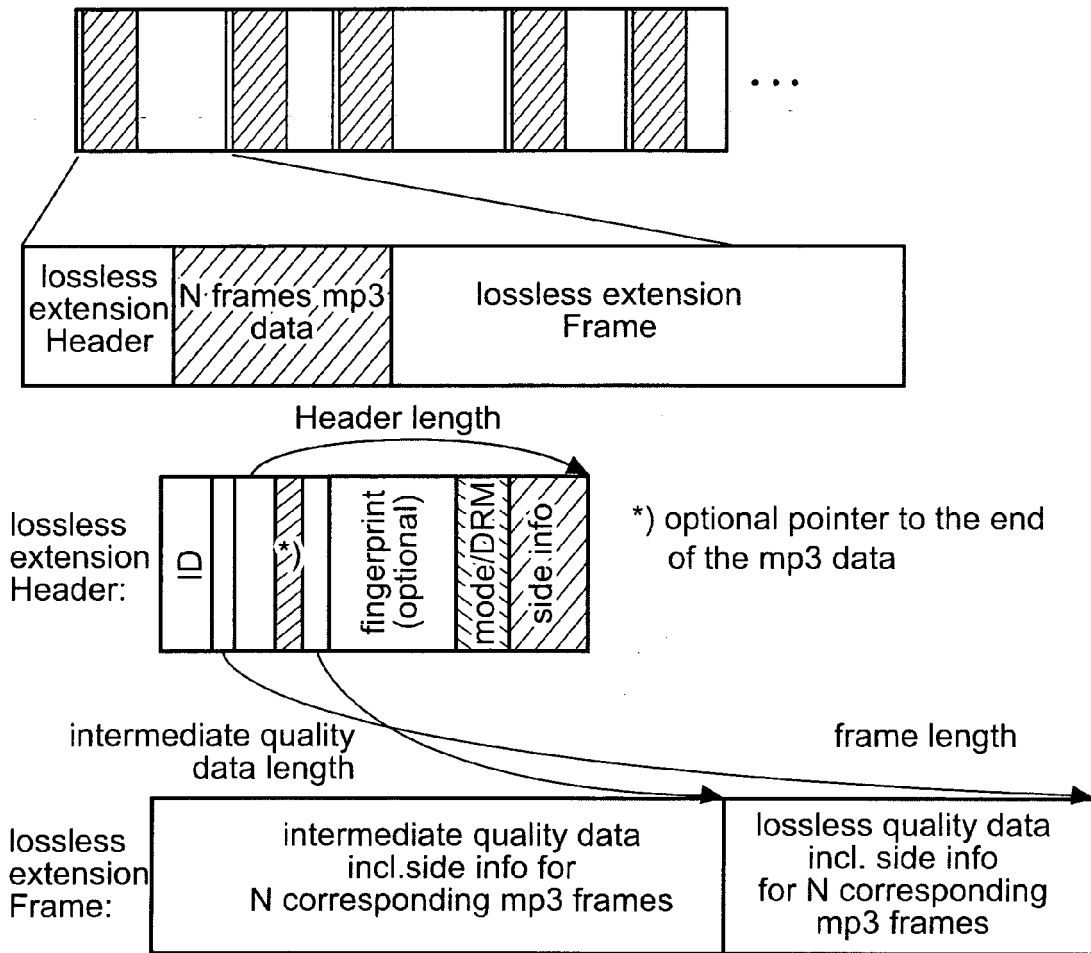 ...
lossless
extension
Header
N frames mp3
data
lossless extension
Frame
Header length
lossless
extension
Header:
ID
*)
fingerprint
(optional)
mode/DRM
side info
*) optional pointer to the end
of the mp3 data
intermediate quality
data length
frame length
lossless
extension
Frame:
intermediate quality data
incl.side info for
N corresponding mp3 frames
lossless quality data
incl. side info
for N corresponding
mp3 frames